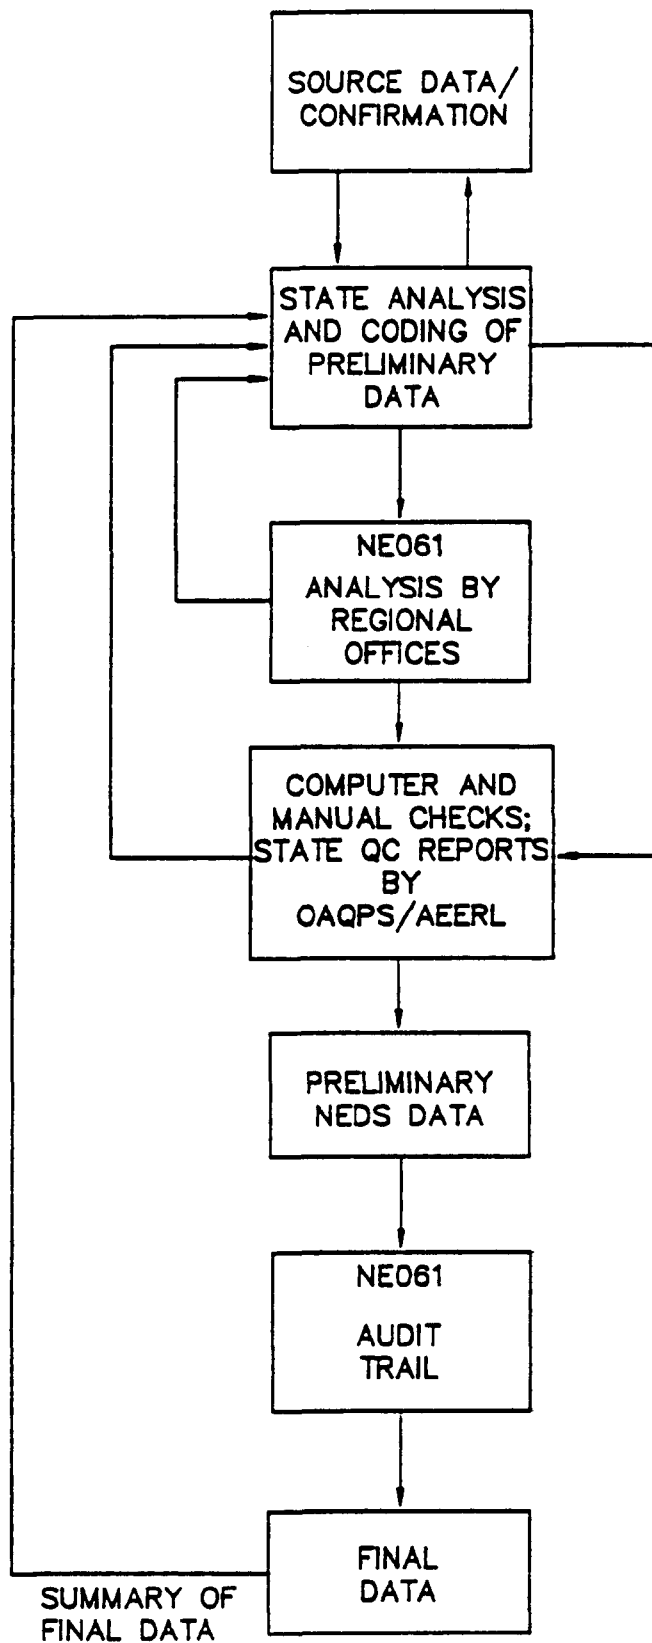 SOURCE DATA/
CONFIRMATION
STATE ANALYSIS
AND CODING OF
PRELIMINARY
DATA
NE061
ANALYSIS BY
REGIONAL
OFFICES
COMPUTER AND
MANUAL CHECKS;
STATE QC REPORTS
BY
OAQPS/AEERL
PRELIMINARY
NEDS DATA
NE061
AUDIT
TRAIL
FINAL
DATA
SUMMARY OF
FINAL DATA